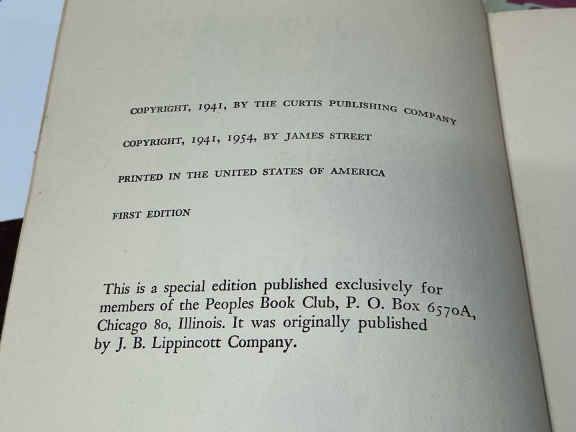 COPYRIGHT, 1941, BY THE CURTIS PUBLISHING COMPANY
COPYRIGHT, 1941, 1954, BY JAMES STREET
PRINTED IN THE UNITED STATES OF AMERICA
FIRST EDITION
This is a special edition published exclusively for
members of the Peoples Book Club, P. O. Box 6570A,
Chicago 80, Illinois. It was originally published
by J. B. Lippincott Company.